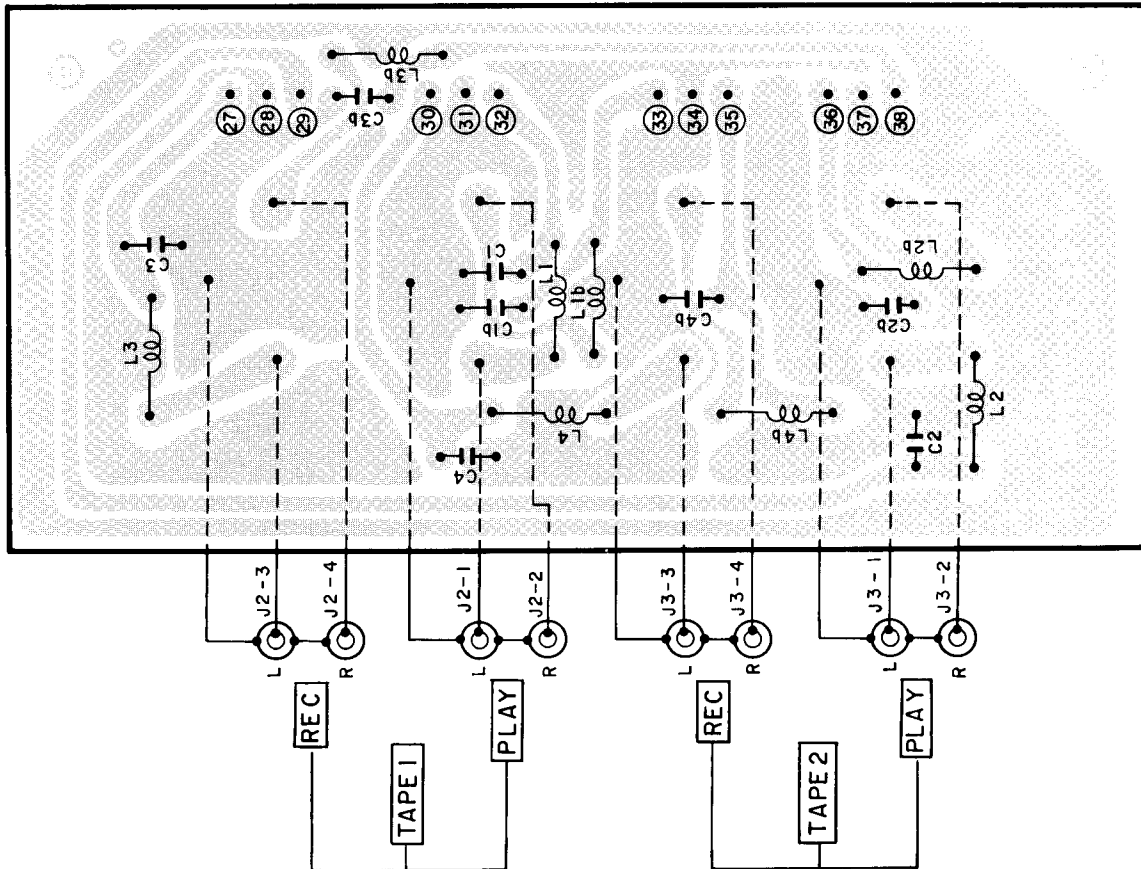 L3b
C3b
27
28
29
30
31
32
33
34
35
36
37
38
C3
L3
C1
C1b
L1
L1b
C4b
L2b
C2b
L4
C4
L4b
C2
L2
J2-3
J2-4
J2-1
J2-2
J3-3
J3-4
J3-1
J3-2
L
R
L
R
L
R
L
R
REC
PLAY
REC
PLAY
TAPE 1
TAPE 2